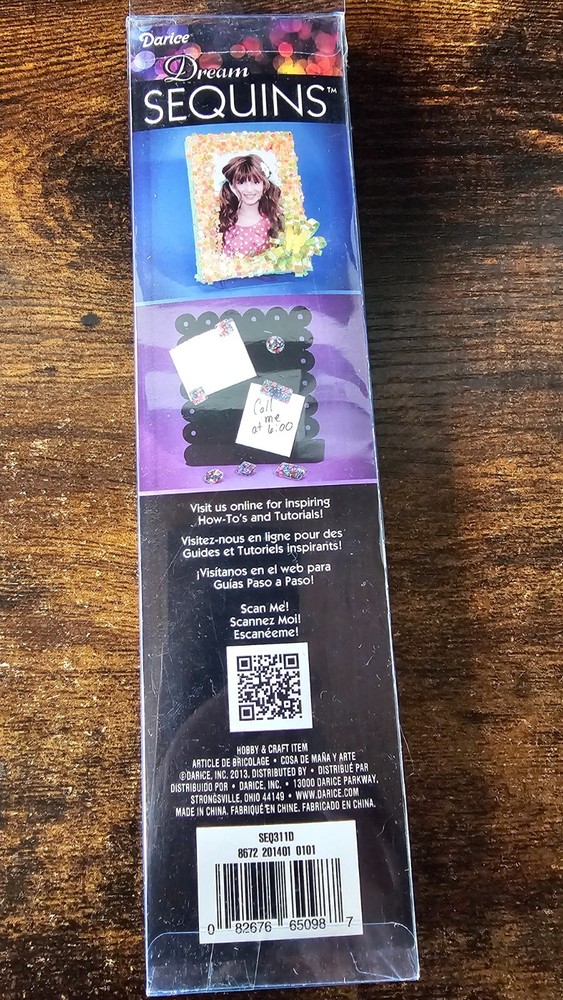 Darice®
Dream
SEQUINS™
Call
me
at 6:00
Visit us online for inspiring
How-To's and Tutorials!
Visitez-nous en ligne pour des
Guides et Tutoriels inspirants!
¡Visítanos en el web para
Guías Paso a Paso!
Scan Me!
Scannez Moi!
Escanéeme!
HOBBY & CRAFT ITEM
ARTICLE DE BRICOLAGE • COSA DE MAÑA Y ARTE
©DARICE, INC. 2013. DISTRIBUTED BY • DISTRIBUÉ PAR
DISTRIBUIDO POR • DARICE, INC. • 13000 DARICE PARKWAY,
STRONGSVILLE, OHIO 44149 • WWW.DARICE.COM
MADE IN CHINA. FABRIQUÉ EN CHINE. FABRICADO EN CHINA.
SEQ311D
8672 201401 0101
0 82676 65098 7